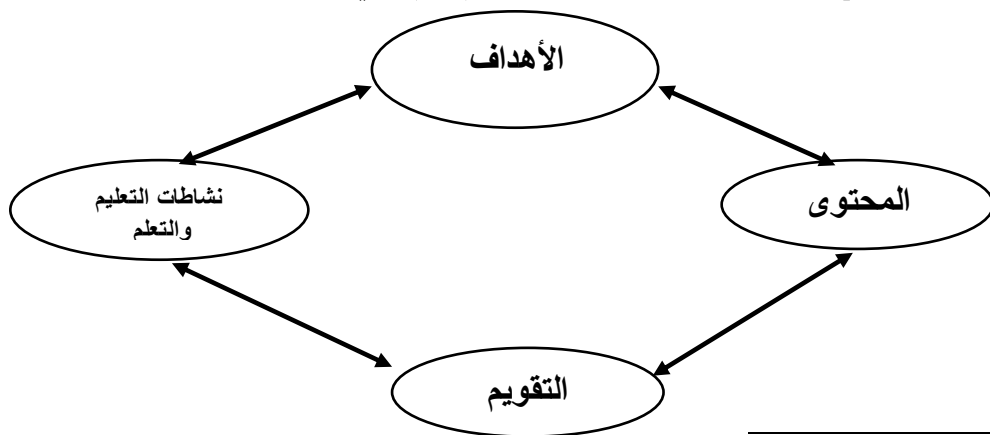 الأهداف
المحتوى
نشاطات التعليم
والتعلم
التقويم